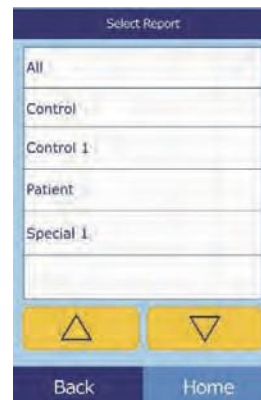 Select Report
All
Control
Control 1
Patient
Special 1
Back Home